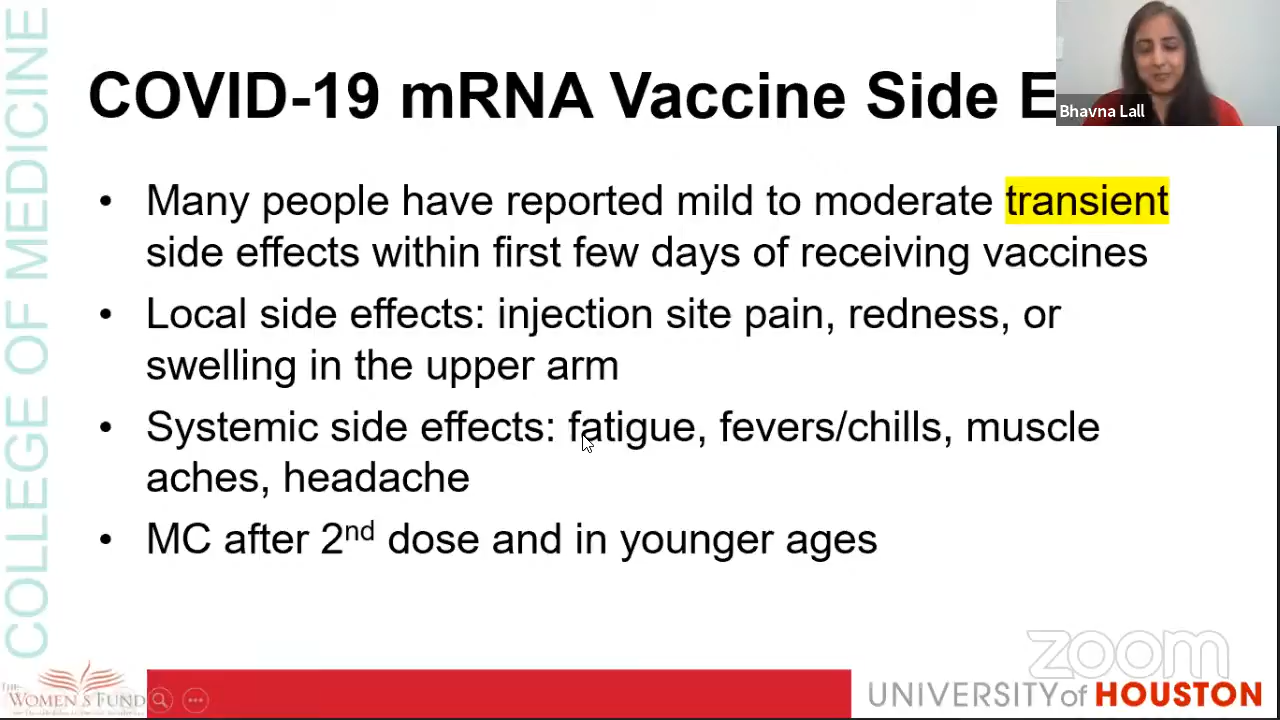 COLLEGE OF MEDICINE
COVID-19 mRNA Vaccine Side E
Bhavna Lall
• Many people have reported mild to moderate transient
side effects within first few days of receiving vaccines
• Local side effects: injection site pain, redness, or
swelling in the upper arm
• Systemic side effects: fatigue, fevers/chills, muscle
aches, headache
• MC after 2nd dose and in younger ages
zoom
THE
WOMEN'S FUND
UNIVERSITY of HOUSTON